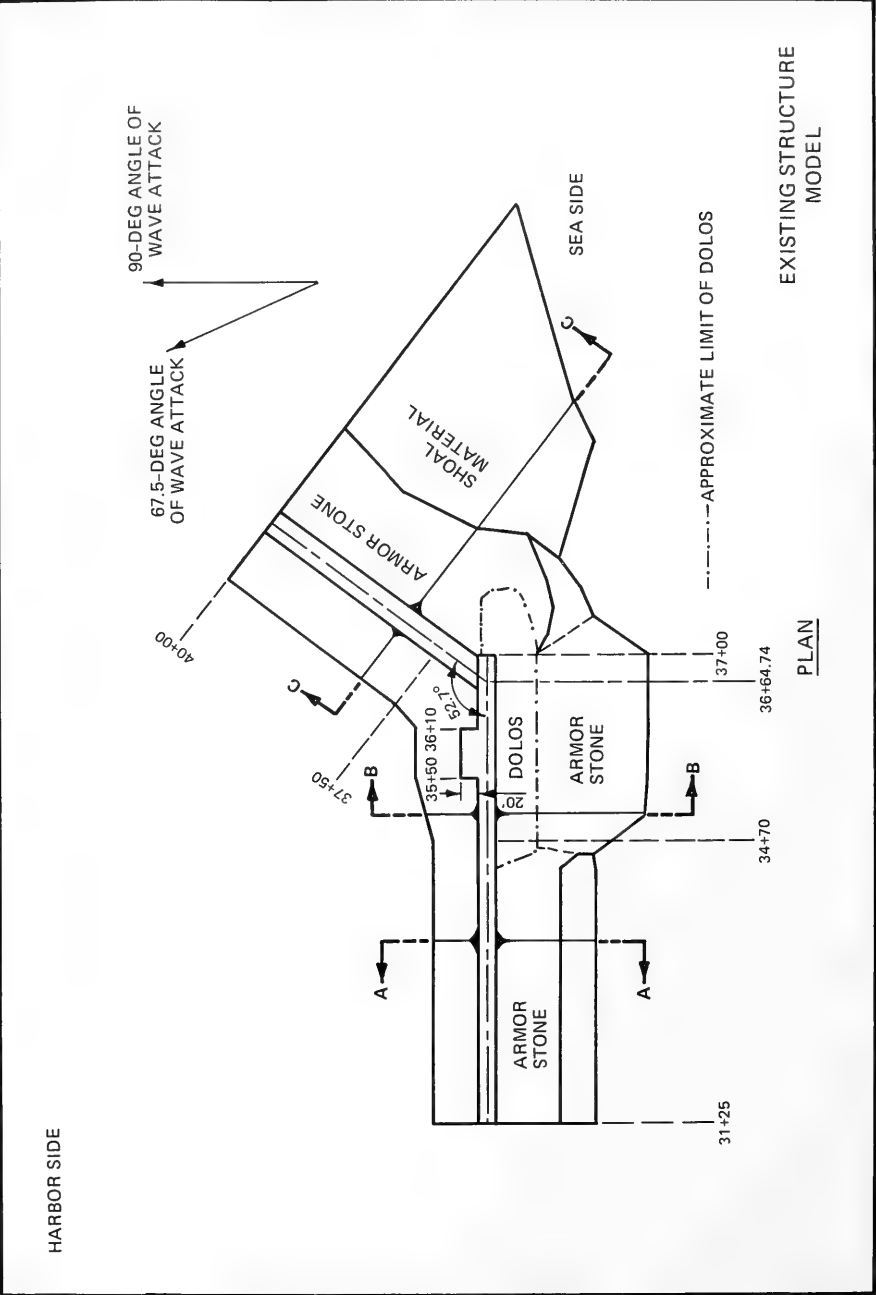 HARBOR SIDE
90-DEG ANGLE OF
WAVE ATTACK
67.5-DEG ANGLE
OF WAVE ATTACK
SEA SIDE
C
SHOAL
MATERIAL
ARMOR STONE
40+00
C
37+50
52.7°
35+50 36+10
20'
B
A
DOLOS
ARMOR
STONE
ARMOR
STONE
B
A
37+00
36+64.74
34+70
31+25
—·—·—APPROXIMATE LIMIT OF DOLOS
PLAN
EXISTING STRUCTURE
MODEL